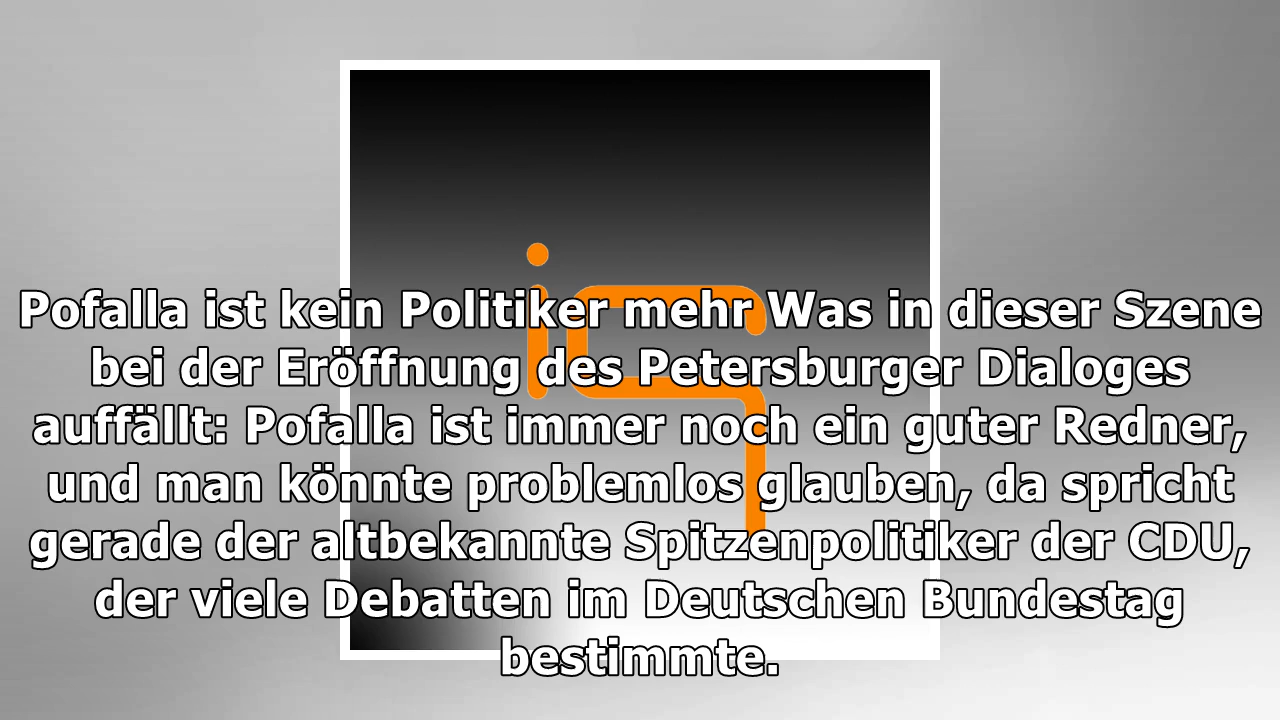 Pofalla ist kein Politiker mehr Was in dieser Szene
bei der Eröffnung des Petersburger Dialoges
auffällt: Pofalla ist immer noch ein guter Redner,
und man könnte problemlos glauben, da spricht
gerade der altbekannte Spitzenpolitiker der CDU,
der viele Debatten im Deutschen Bundestag
bestimmte.